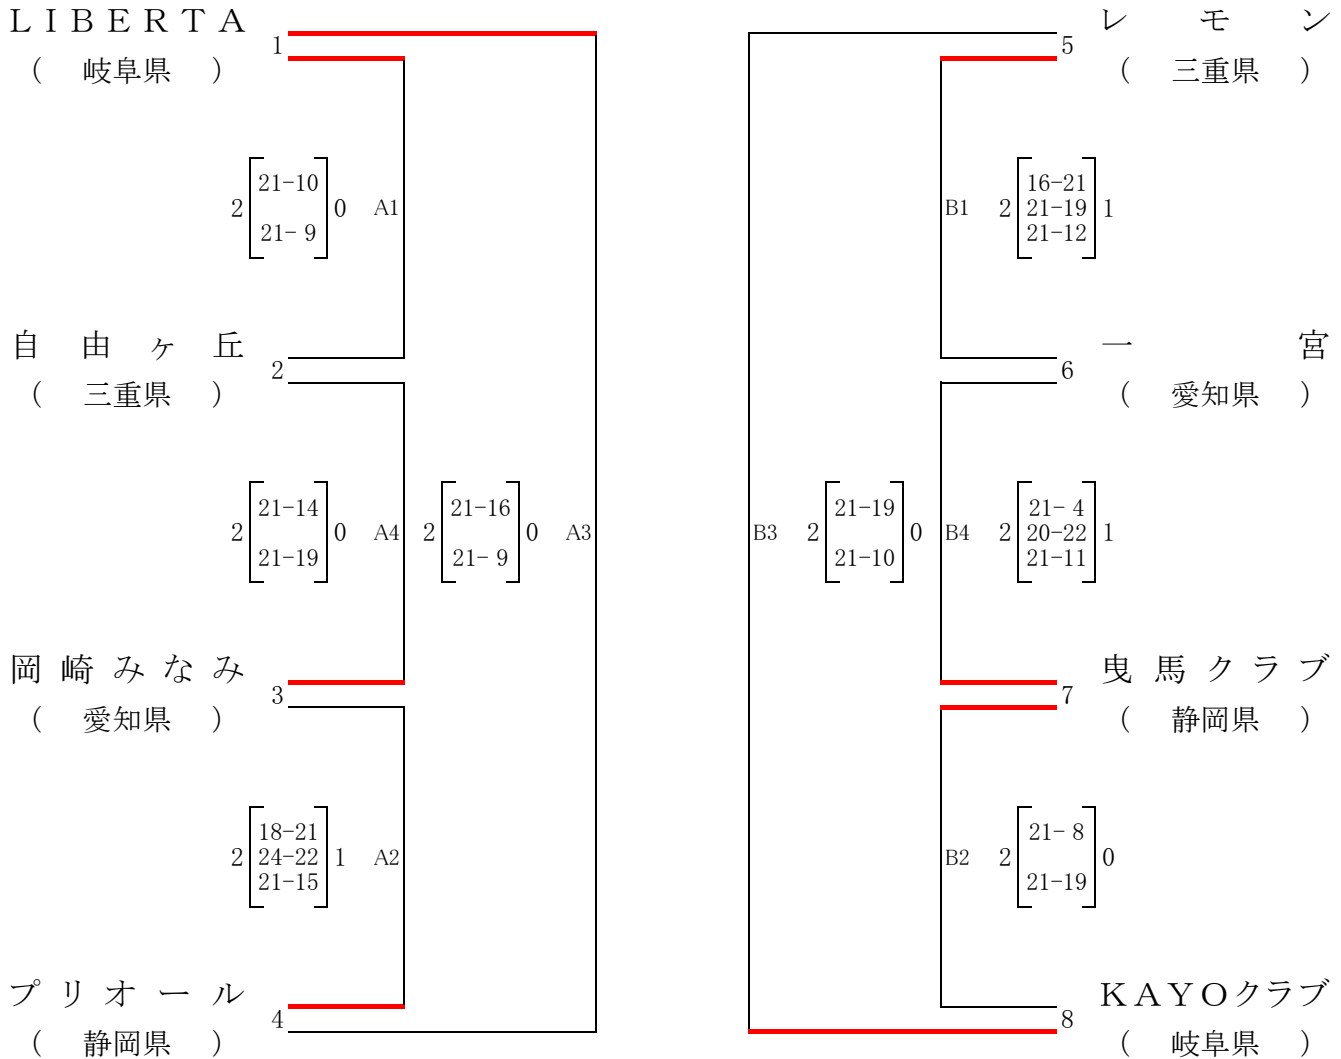 LIBERTA
1
（ 岐阜県 ）
レモン
5
（ 三重県 ）
21-10
2 0 A1
21- 9
16-21
B1 2 21-19 1
21-12
自由ヶ丘
2
（ 三重県 ）
一宮
6
（ 愛知県 ）
21-14
2 0 A4
21-19
21-16
2 0 A3
21- 9
21-19
B3 2 0
21-10
21- 4
B4 2 20-22 1
21-11
岡崎みなみ
3
（ 愛知県 ）
曳馬クラブ
7
（ 静岡県 ）
18-21
2 24-22 1 A2
21-15
21- 8
B2 2 0
21-19
プリオール
4
（ 静岡県 ）
KAYOクラブ
8
（ 岐阜県 ）